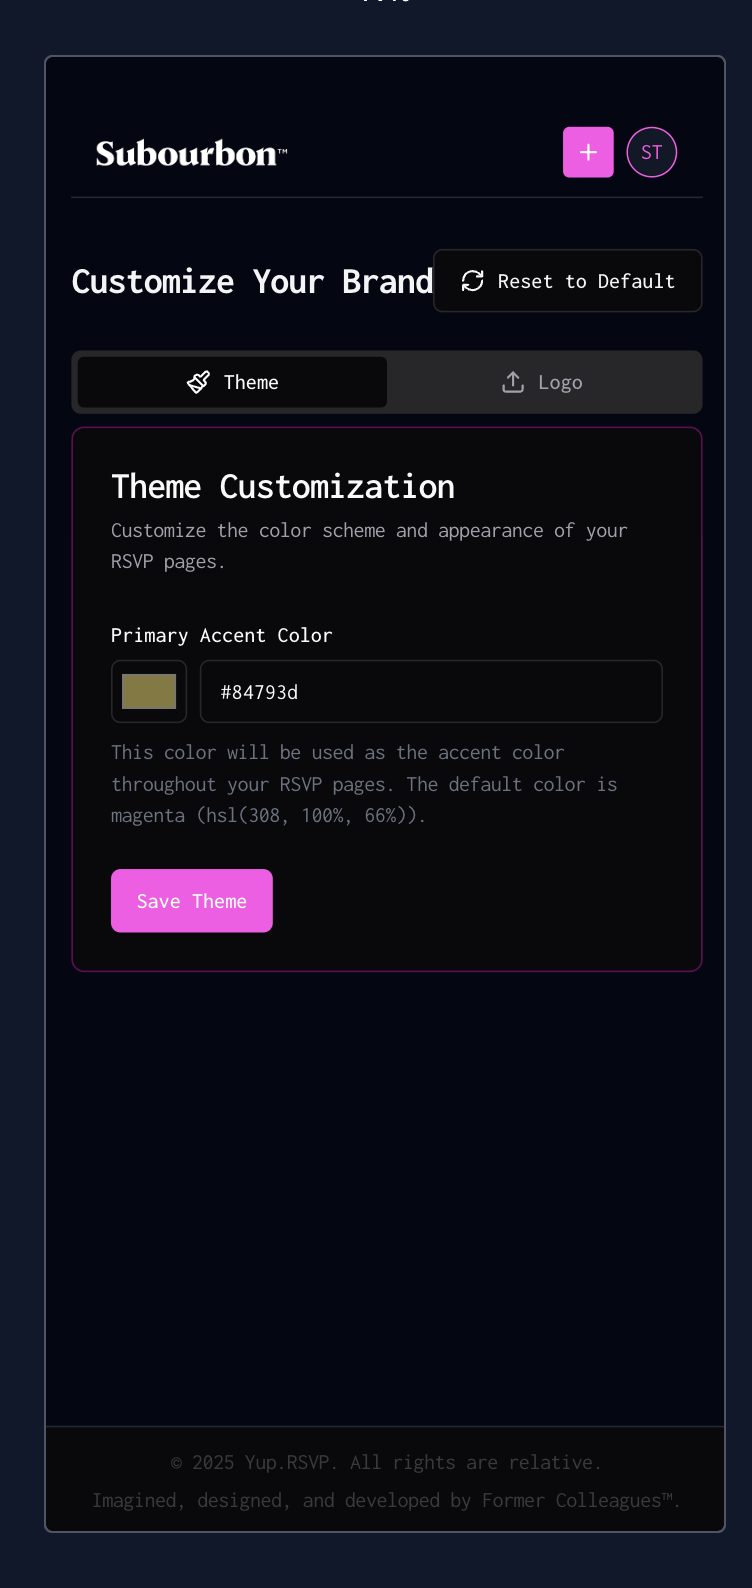 Subourbon™
+
ST
Customize Your Brand
Reset to Default
Theme
Logo
Theme Customization
Customize the color scheme and appearance of your
RSVP pages.
Primary Accent Color
#84793d
This color will be used as the accent color
throughout your RSVP pages. The default color is
magenta (hsl(308, 100%, 66%)).
Save Theme
© 2025 Yup.RSVP. All rights are relative.
Imagined, designed, and developed by Former Colleagues™.